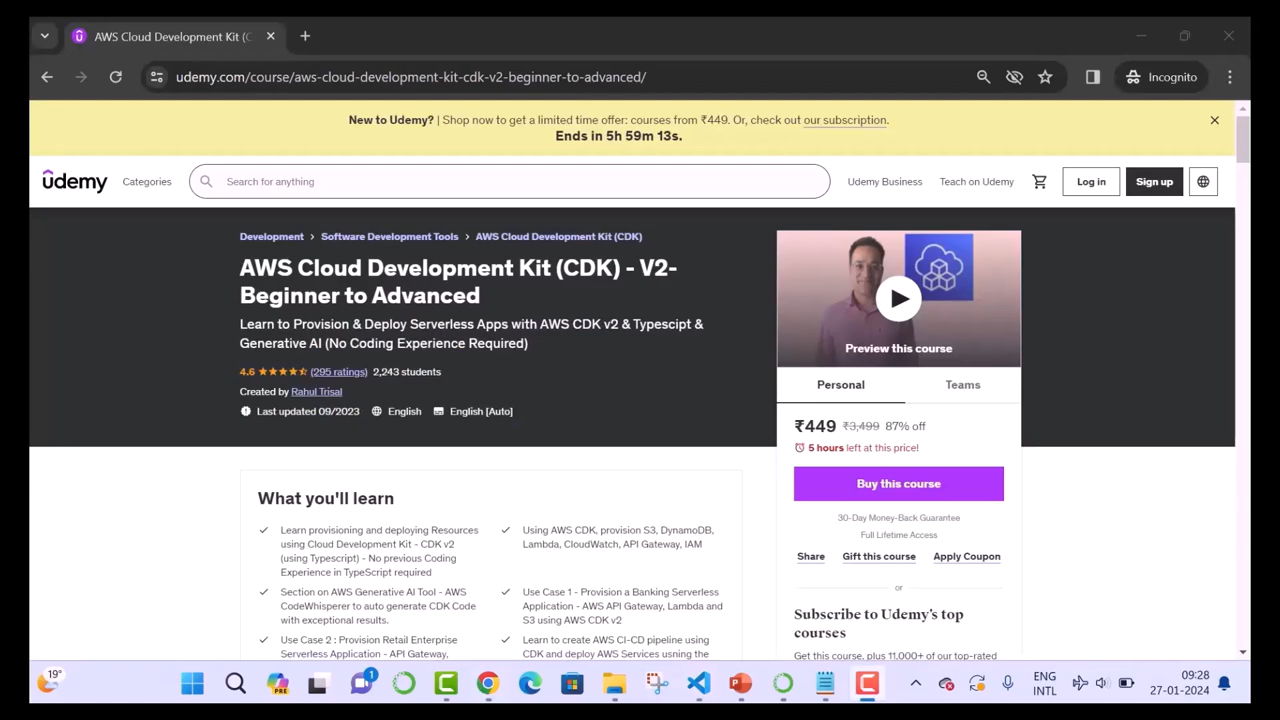 AWS Cloud Development Kit (C
udemy.com/course/aws-cloud-development-kit-cdk-v2-beginner-to-advanced/
Incognito
New to Udemy? | Shop now to get a limited time offer: courses from ₹449. Or, check out our subscription.
Ends in 5h 59m 13s.
ûdemy
Categories
Search for anything
Udemy Business
Teach on Udemy
Log in
Sign up
Development > Software Development Tools > AWS Cloud Development Kit (CDK)
AWS Cloud Development Kit (CDK) - V2-
Beginner to Advanced
Learn to Provision & Deploy Serverless Apps with AWS CDK v2 & Typescipt &
Generative AI (No Coding Experience Required)
4.6 (295 ratings) 2,243 students
Created by Rahul Trisal
Last updated 09/2023 English English [Auto]
Preview this course
Personal
Teams
₹449 ₹3,499 87% off
5 hours left at this price!
Buy this course
30-Day Money-Back Guarantee
Full Lifetime Access
Share
Gift this course
Apply Coupon
or
Subscribe to Udemy's top
courses
Get this course, plus 11,000+ of our top-rated
What you'll learn
Learn provisioning and deploying Resources
using Cloud Development Kit - CDK v2
(using Typescript) - No previous Coding
Experience in TypeScript required
Using AWS CDK, provision S3, DynamoDB,
Lambda, CloudWatch, API Gateway, IAM
Section on AWS Generative AI Tool - AWS
CodeWhisperer to auto generate CDK Code
with exceptional results.
Use Case 1 - Provision a Banking Serverless
Application - AWS API Gateway, Lambda and
S3 using AWS CDK v2
Use Case 2 : Provision Retail Enterprise
Serverless Application - API Gateway,
Learn to create AWS CI-CD pipeline using
CDK and deploy AWS Services usning the
19°
PRE
1
ENG
INTL
09:28
27-01-2024